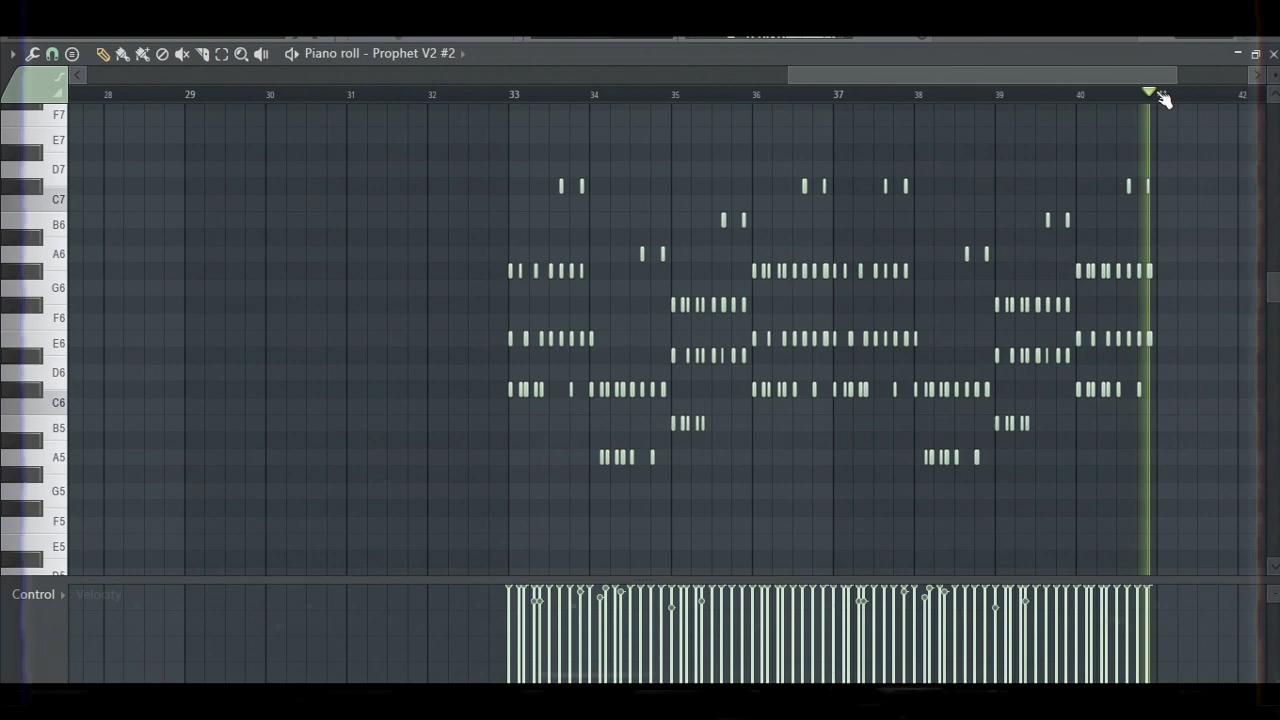 Piano roll - Prophet V2 #2
28 29 30 31 32 33 34 35 36 37 38 39 40 42
F7
E7
D7
C7
B6
A6
G6
F6
E6
D6
C6
B5
A5
G5
F5
E5
Control
Velocity